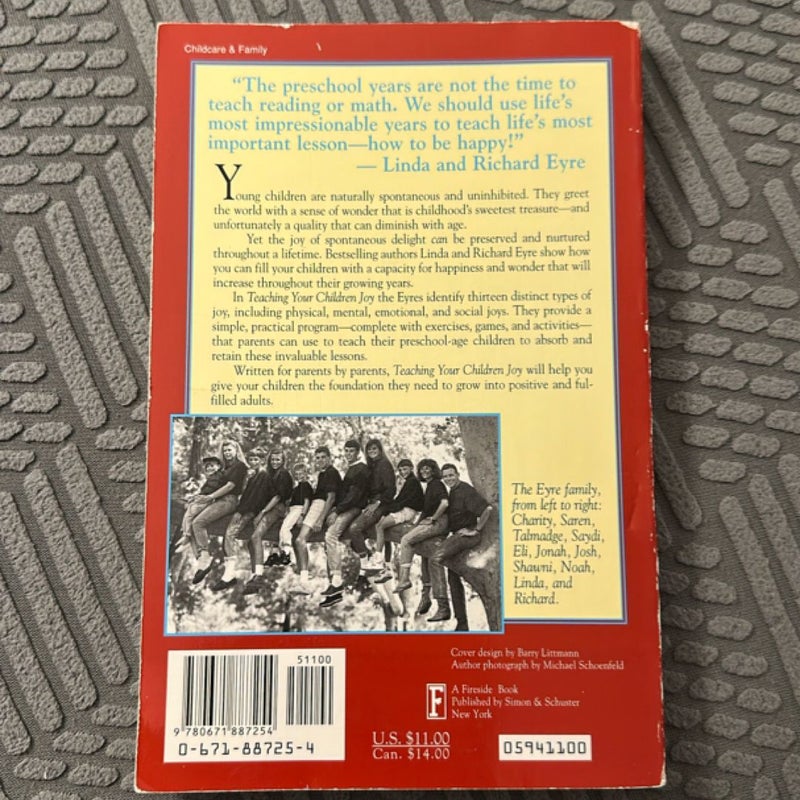 Childcare & Family
“The preschool years are not the time to
teach reading or math. We should use life’s
most impressionable years to teach life’s most
important lesson—how to be happy!”
— Linda and Richard Eyre
Young children are naturally spontaneous and uninhibited. They greet
the world with a sense of wonder that is childhood’s sweetest treasure—and
unfortunately a quality that can diminish with age.
Yet the joy of spontaneous delight can be preserved and nurtured
throughout a lifetime. Bestselling authors Linda and Richard Eyre show how
you can fill your children with a capacity for happiness and wonder that will
increase throughout their growing years.
In Teaching Your Children Joy the Eyres identify thirteen distinct types of
joy, including physical, mental, emotional, and social joys. They provide a
simple, practical program—complete with exercises, games, and activities—
that parents can use to teach their preschool-age children to absorb and
retain these invaluable lessons.
Written for parents by parents, Teaching Your Children Joy will help you
give your children the foundation they need to grow into positive and ful-
filled adults.
The Eyre family,
from left to right:
Charity, Saren,
Talmadge, Saydi,
Eli, Jonah, Josh,
Shawni, Noah,
Linda, and
Richard.
Cover design by Barry Littmann
Author photograph by Michael Schoenfeld
F
A Fireside Book
Published by Simon & Schuster
New York
51100
9 780671 887254
0-671-88725-4
U.S. $11.00
Can. $14.00
05941100